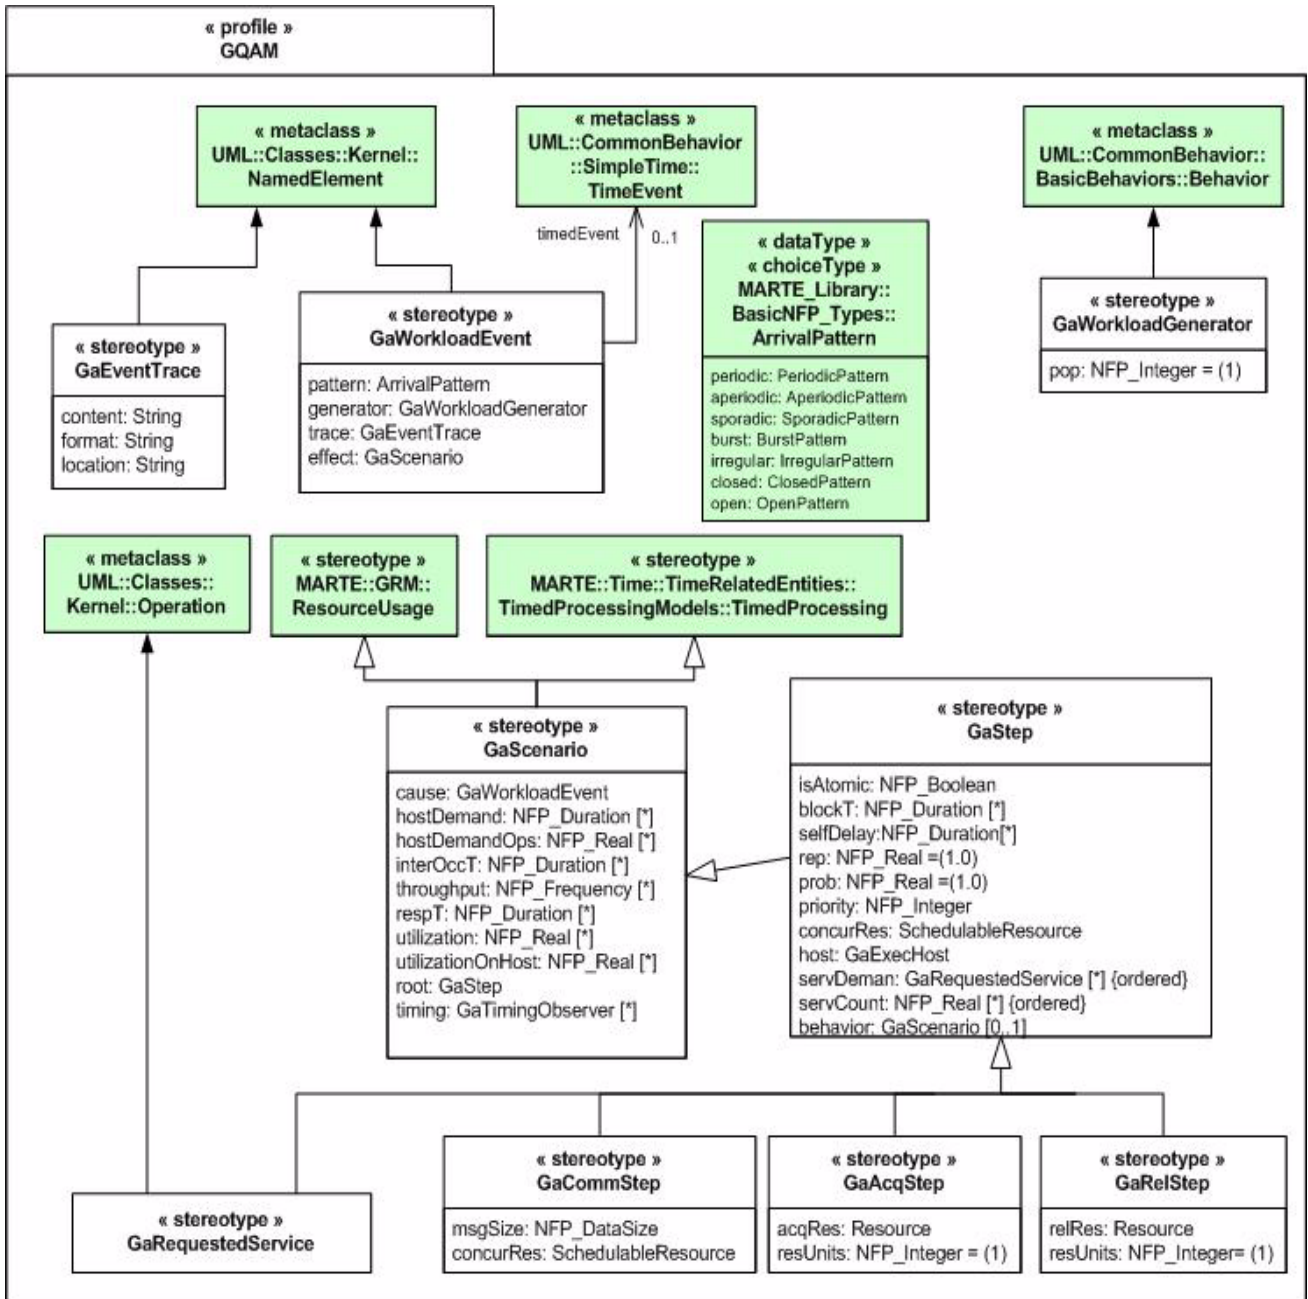 « profile »
GQAM
« metaclass »
UML::Classes::Kernel::
NamedElement
« metaclass »
UML::CommonBehavior
::SimpleTime::
TimeEvent
« metaclass »
UML::CommonBehavior::
BasicBehaviors::Behavior
timedEvent
0..1
« dataType »
« choiceType »
MARTE_Library::
BasicNFP_Types::
ArrivalPattern
periodic: PeriodicPattern
aperiodic: AperiodicPattern
sporadic: SporadicPattern
burst: BurstPattern
irregular: IrregularPattern
closed: ClosedPattern
open: OpenPattern
« stereotype »
GaWorkloadGenerator
pop: NFP_Integer = (1)
« stereotype »
GaWorkloadEvent
pattern: ArrivalPattern
generator: GaWorkloadGenerator
trace: GaEventTrace
effect: GaScenario
« stereotype »
GaEventTrace
content: String
format: String
location: String
« metaclass »
UML::Classes::
Kernel::Operation
« stereotype »
MARTE::GRM::
ResourceUsage
« stereotype »
MARTE::Time::TimeRelatedEntities::
TimedProcessingModels::TimedProcessing
« stereotype »
GaScenario
cause: GaWorkloadEvent
hostDemand: NFP_Duration [*]
hostDemandOps: NFP_Real [*]
interOccT: NFP_Duration [*]
throughput: NFP_Frequency [*]
respT: NFP_Duration [*]
utilization: NFP_Real [*]
utilizationOnHost: NFP_Real [*]
root: GaStep
timing: GaTimingObserver [*]
« stereotype »
GaStep
isAtomic: NFP_Boolean
blockT: NFP_Duration [*]
selfDelay:NFP_Duration[*]
rep: NFP_Real =(1.0)
prob: NFP_Real =(1.0)
priority: NFP_Integer
concurRes: SchedulableResource
host: GaExecHost
servDeman: GaRequestedService [*] {ordered}
servCount: NFP_Real [*] {ordered}
behavior: GaScenario [0..1]
« stereotype »
GaRequestedService
« stereotype »
GaCommStep
msgSize: NFP_DataSize
concurRes: SchedulableResource
« stereotype »
GaAcqStep
acqRes: Resource
resUnits: NFP_Integer = (1)
« stereotype »
GaRelStep
relRes: Resource
resUnits: NFP_Integer= (1)